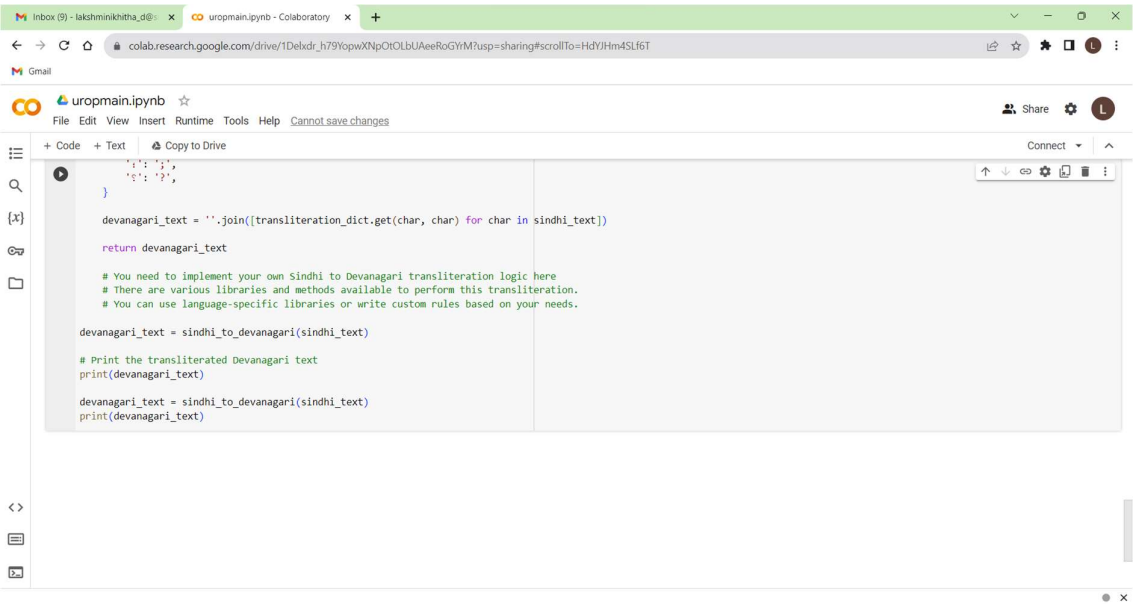 Inbox (9) - lakshminikhitha_d@s
uropmain.ipynb - Colaboratory
colab.research.google.com/drive/1Delxdr_h79YopwXNpOtOLbUAeeRoGYrM?usp=sharing#scrollTo=HdYJHm4SLf6T
L
Gmail
uropmain.ipynb
Share
L
File Edit View Insert Runtime Tools Help Cannot save changes
+ Code + Text Copy to Drive
Connect
'؛': ';',
'؟': '?',
}
devanagari_text = ''.join([transliteration_dict.get(char, char) for char in sindhi_text])
return devanagari_text
# You need to implement your own Sindhi to Devanagari transliteration logic here
# There are various libraries and methods available to perform this transliteration.
# You can use language-specific libraries or write custom rules based on your needs.
devanagari_text = sindhi_to_devanagari(sindhi_text)
# Print the transliterated Devanagari text
print(devanagari_text)
devanagari_text = sindhi_to_devanagari(sindhi_text)
print(devanagari_text)
{x}